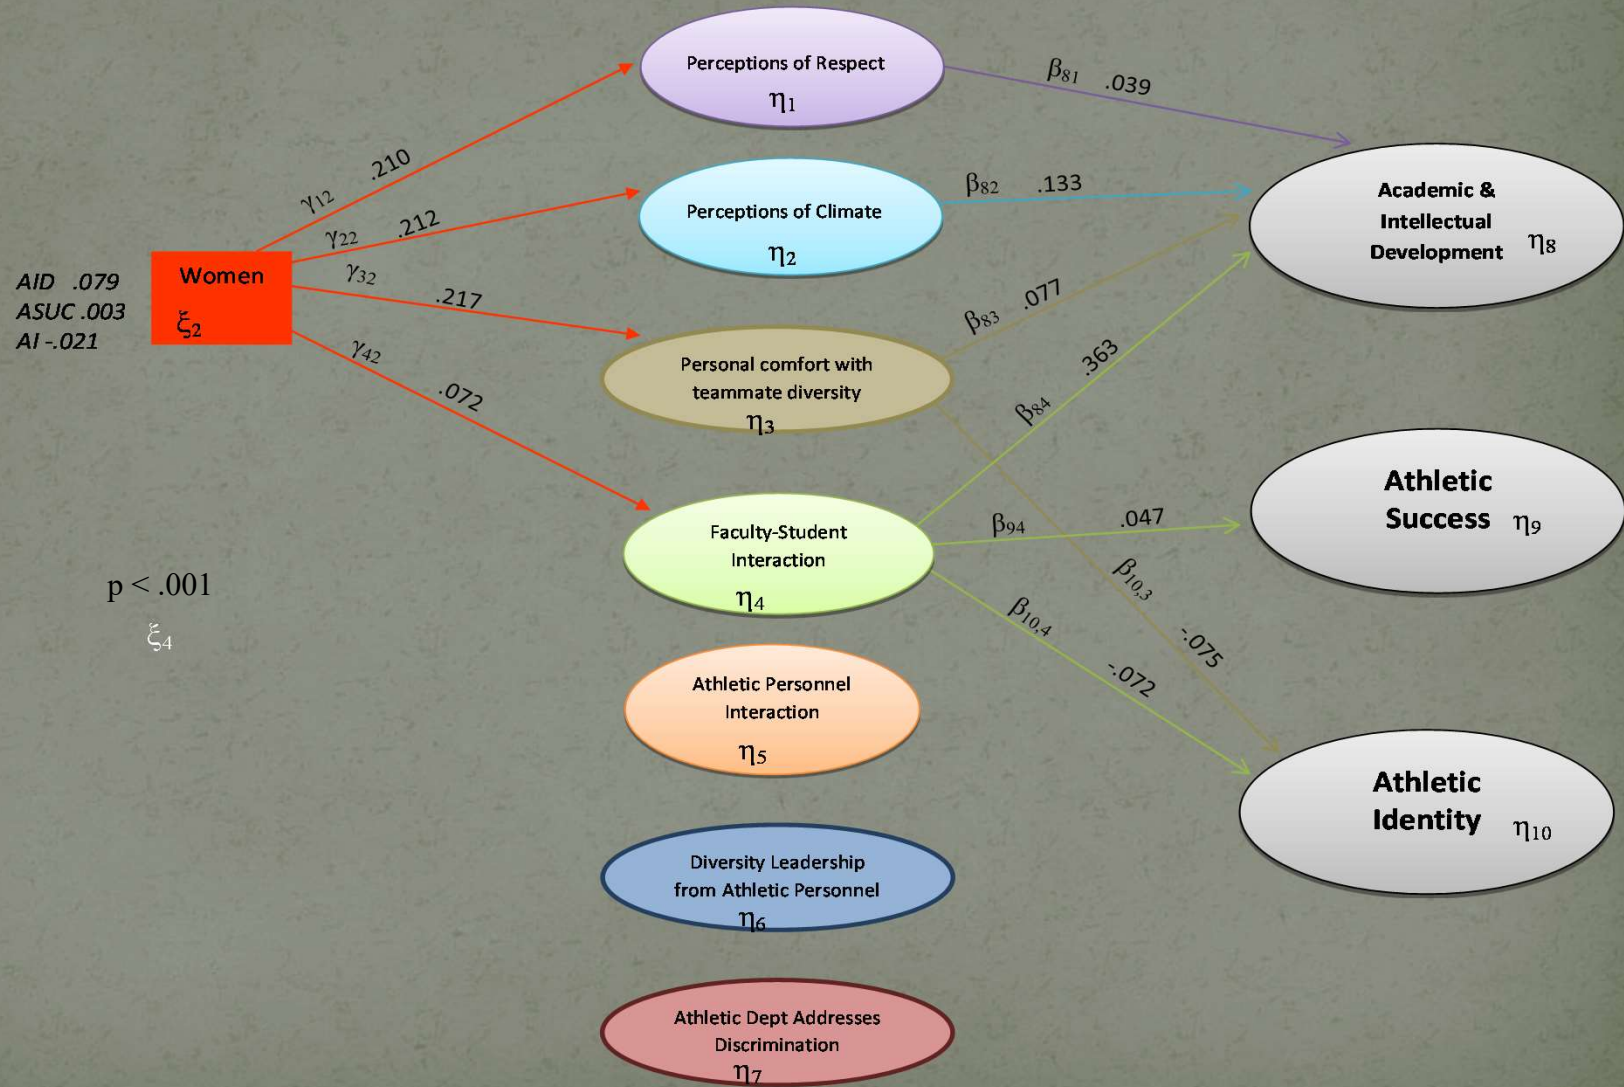 AID .079
ASUC .003
AI -.021
Women
ξ₂
p < .001
ξ₄
γ₁₂ .210
γ₂₂ .212
γ₃₂ .217
γ₄₂ .072
Perceptions of Respect
η₁
Perceptions of Climate
η₂
Personal comfort with
teammate diversity
η₃
Faculty-Student
Interaction
η₄
Athletic Personnel
Interaction
η₅
Diversity Leadership
from Athletic Personnel
η₆
Athletic Dept Addresses
Discrimination
η₇
β₈₁ .039
β₈₂ .133
β₈₃ .077
β₈₄ .363
β₉₄ .047
β₁₀,₃ -.075
β₁₀,₄ -.072
Academic &
Intellectual
Development η₈
Athletic
Success η₉
Athletic
Identity η₁₀